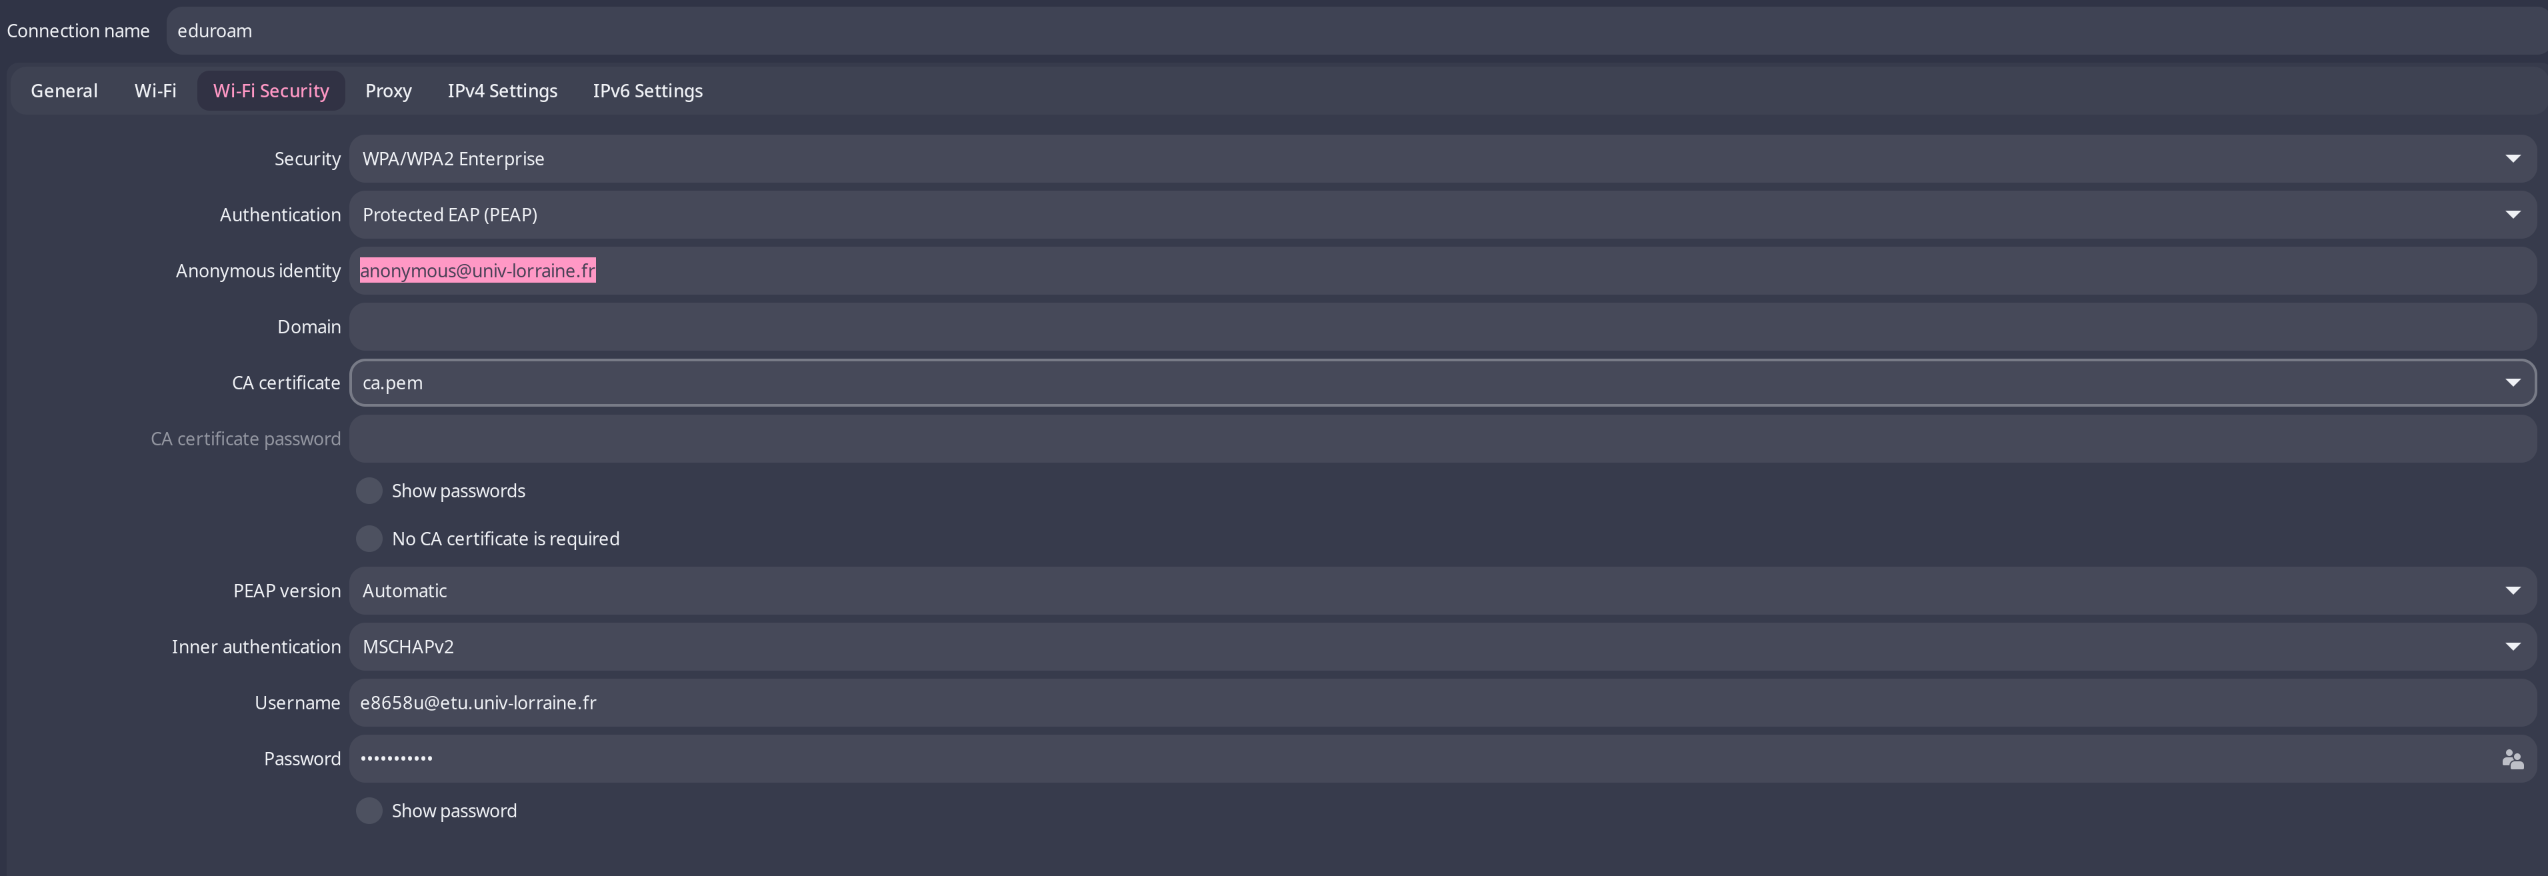 Connection name eduroam
General Wi-Fi Wi-Fi Security Proxy IPv4 Settings IPv6 Settings
Security WPA/WPA2 Enterprise
Authentication Protected EAP (PEAP)
Anonymous identity anonymous@univ-lorraine.fr
Domain
CA certificate ca.pem
CA certificate password
Show passwords
No CA certificate is required
PEAP version Automatic
Inner authentication MSCHAPv2
Username e8658u@etu.univ-lorraine.fr
Password •••••••••••
Show password